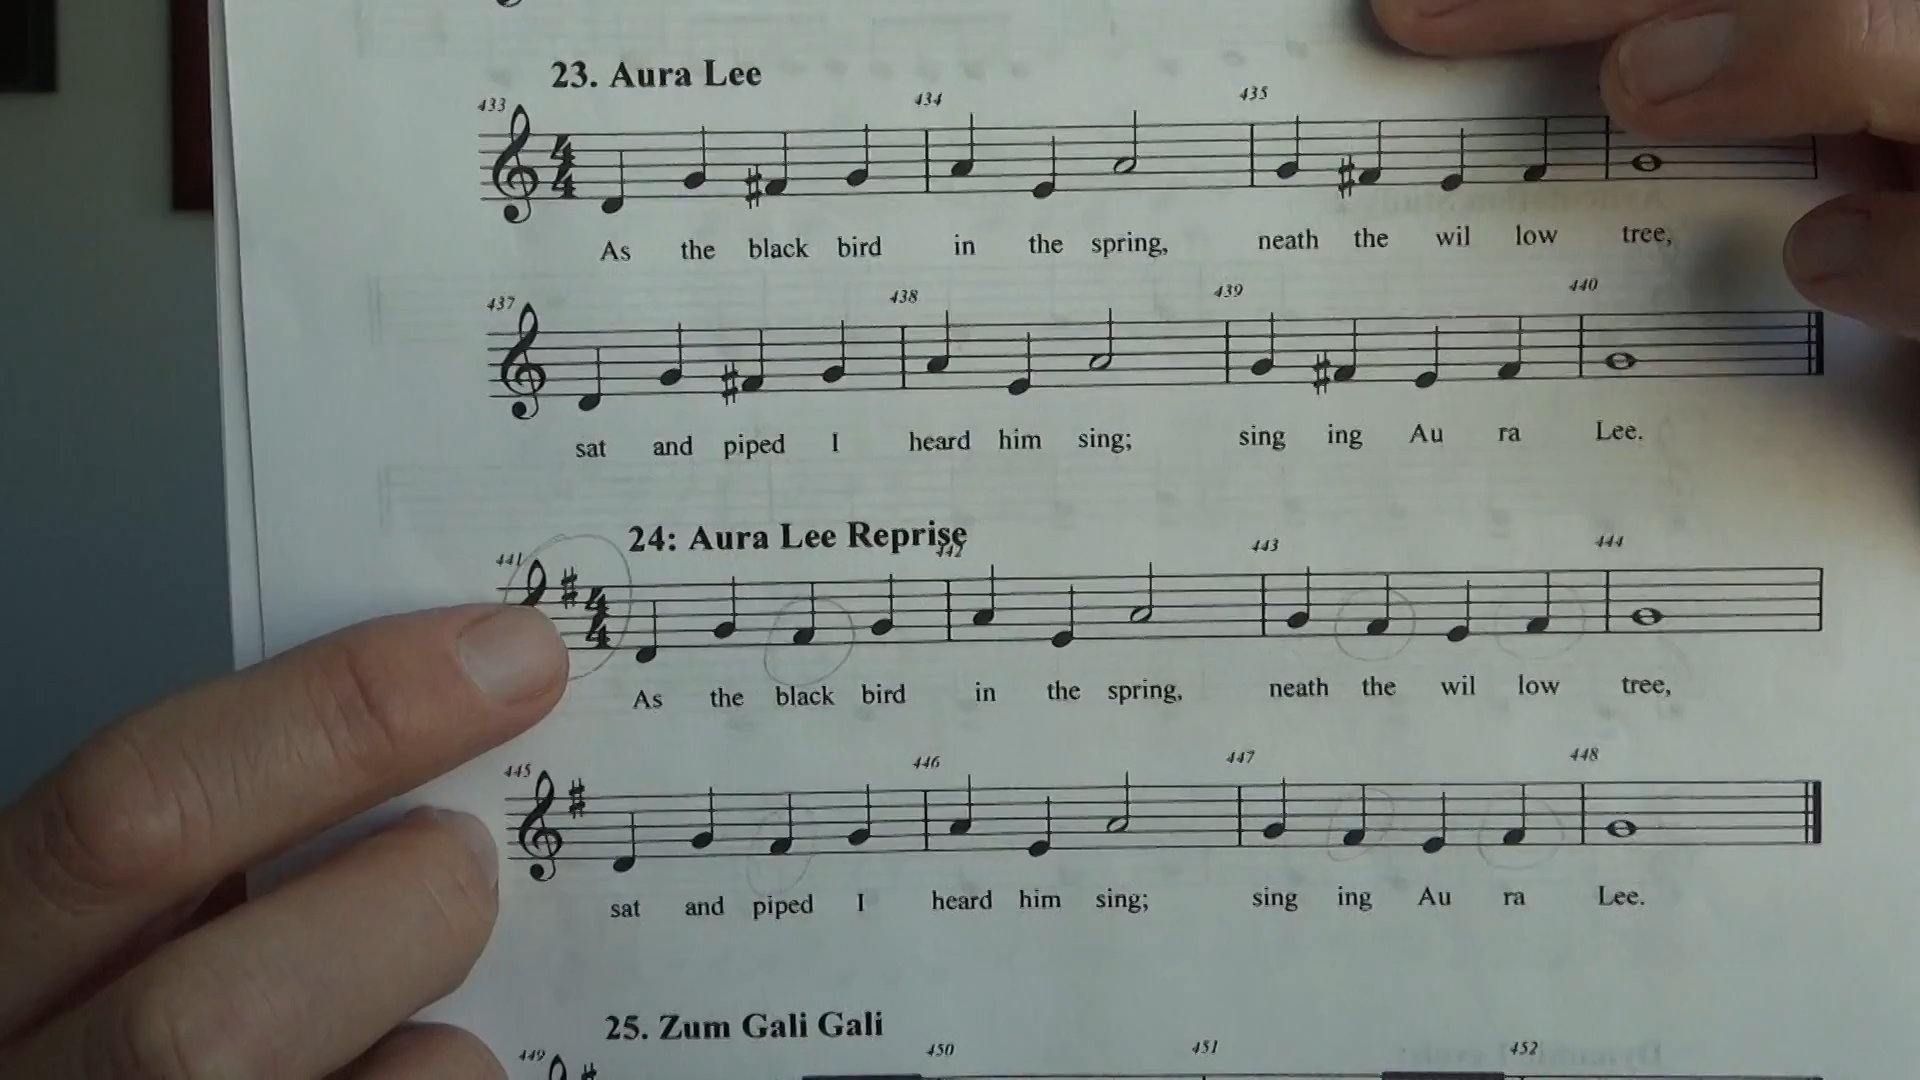 23. Aura Lee
433 434 435
As the black bird in the spring, neath the wil low tree,
437 438 439 440
sat and piped I heard him sing; sing ing Au ra Lee.
24: Aura Lee Reprise
441 442 443 444
As the black bird in the spring, neath the wil low tree,
445 446 447 448
sat and piped I heard him sing; sing ing Au ra Lee.
25. Zum Gali Gali
449 450 451 452